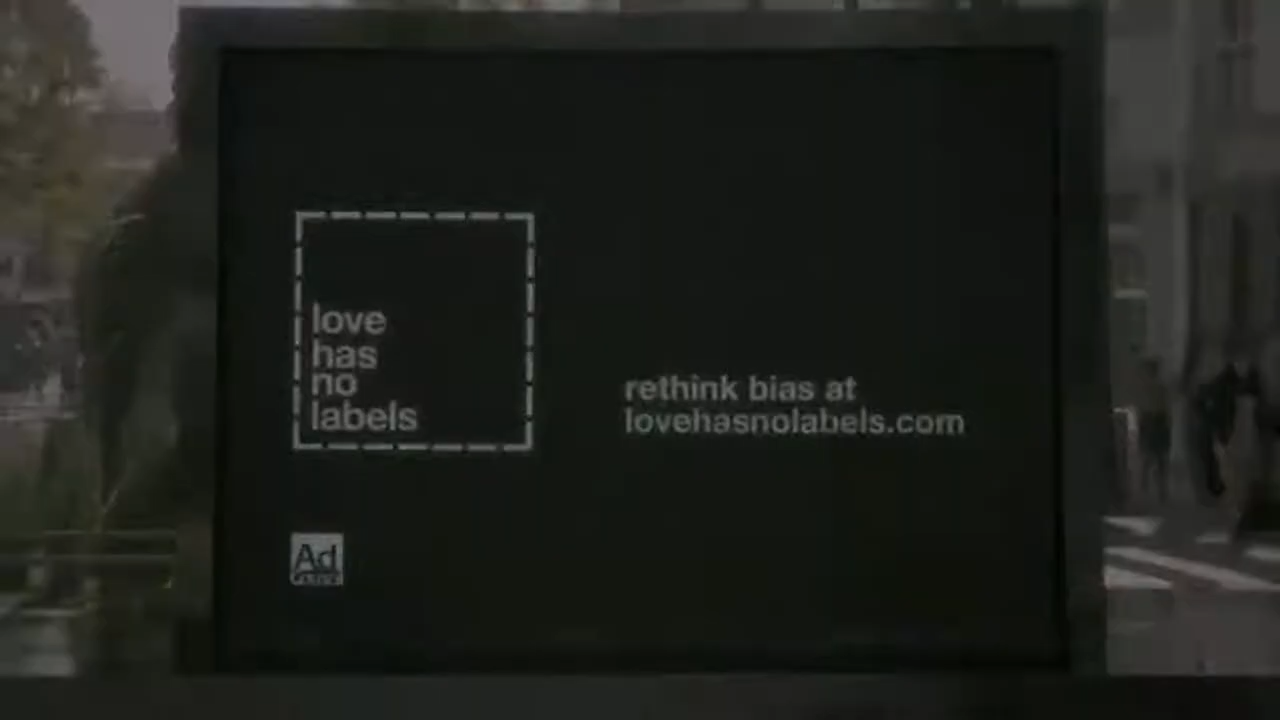 love
has
no
labels
rethink bias at
lovehasnolabels.com
Ad